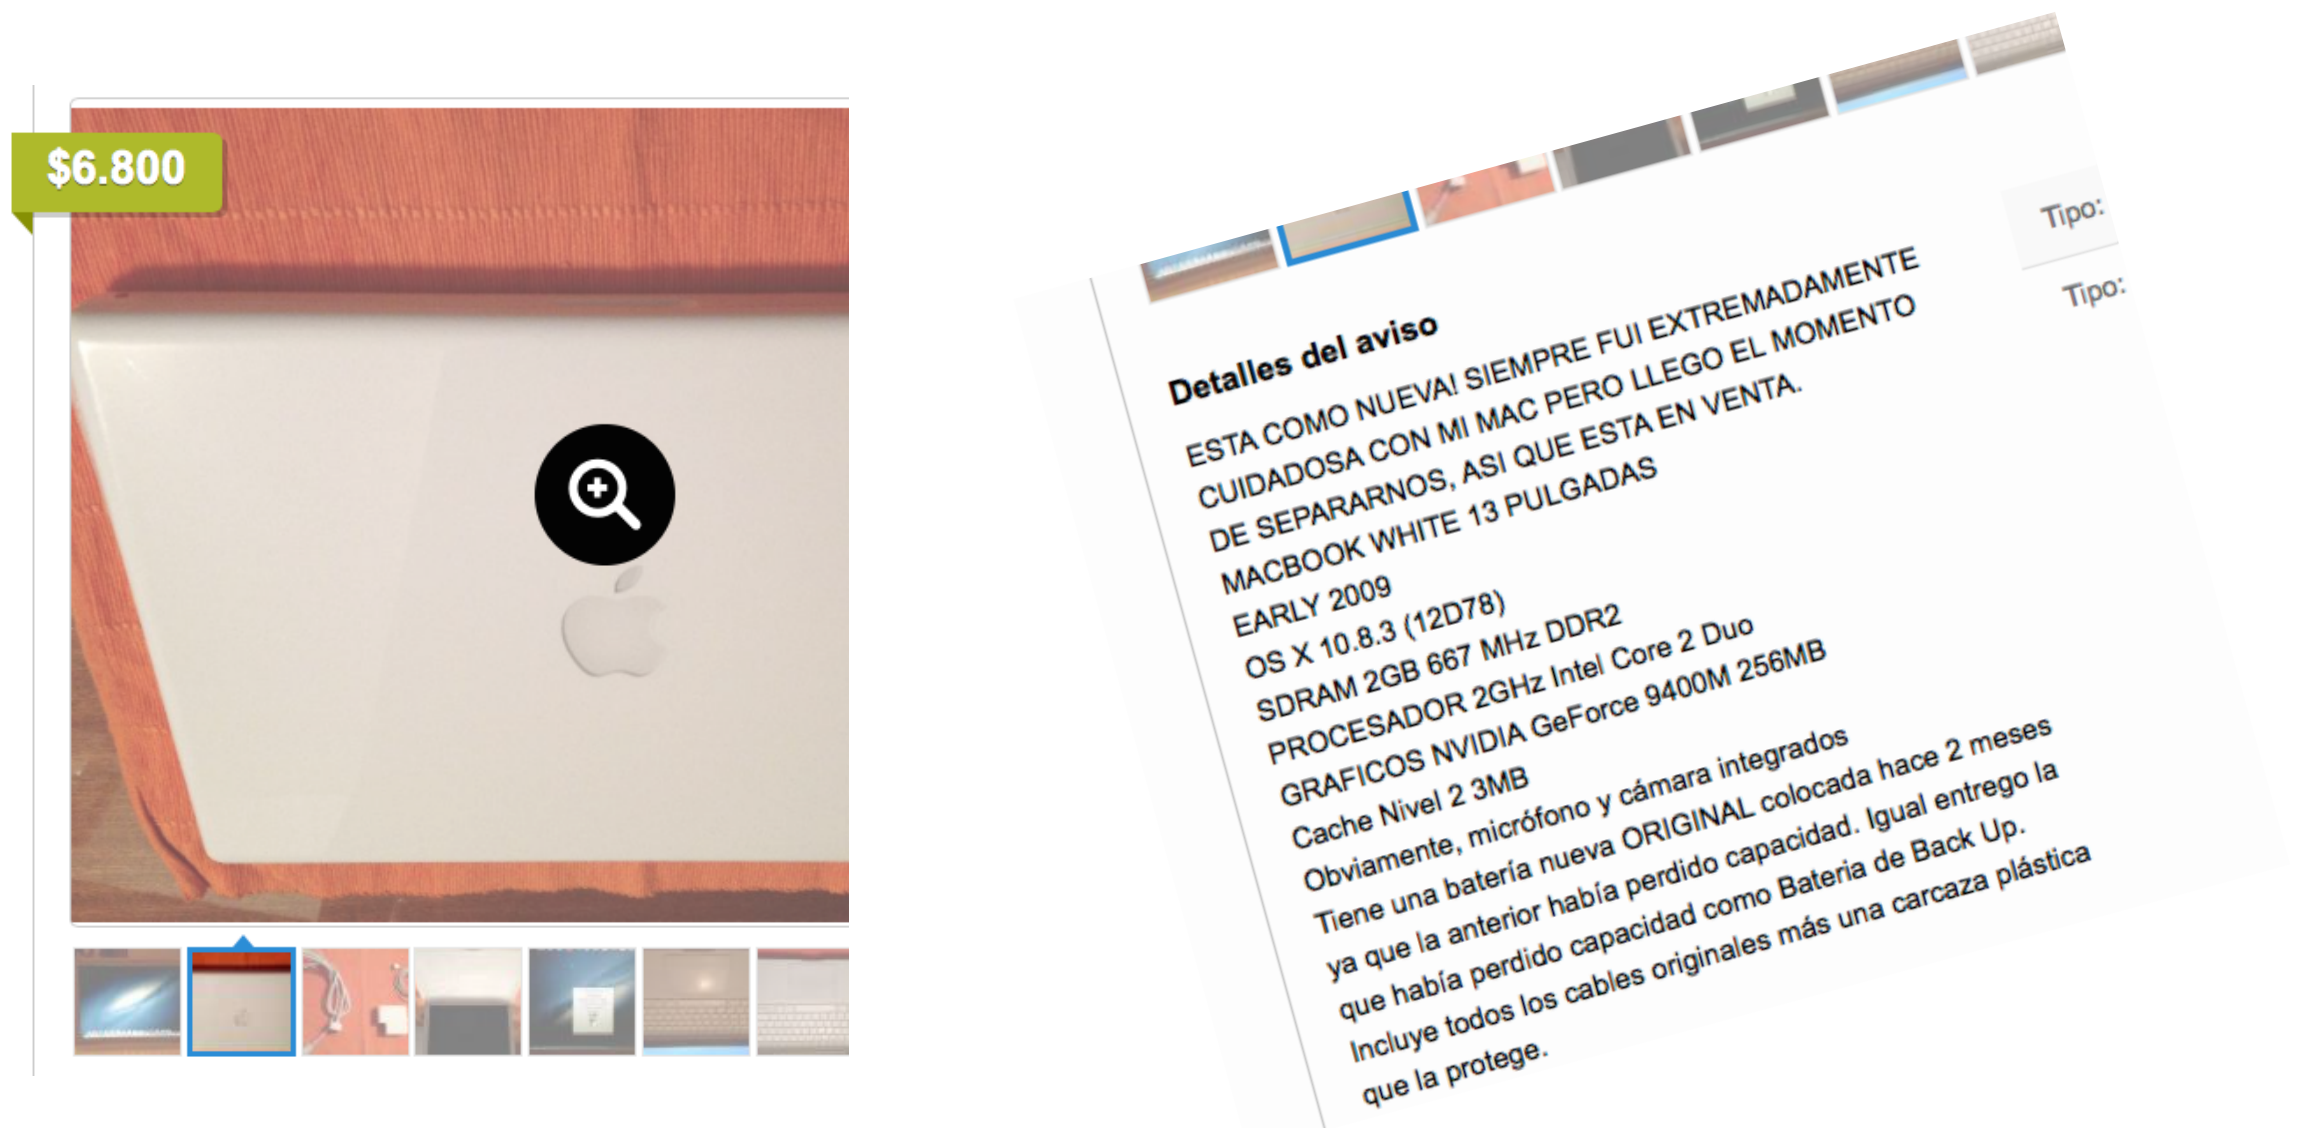 $6.800
Tipo:
Tipo:
Detalles del aviso
ESTA COMO NUEVA! SIEMPRE FUI EXTREMADAMENTE
CUIDADOSA CON MI MAC PERO LLEGO EL MOMENTO
DE SEPARARNOS, ASI QUE ESTA EN VENTA.
MACBOOK WHITE 13 PULGADAS
EARLY 2009
OS X 10.8.3 (12D78)
SDRAM 2GB 667 MHz DDR2
PROCESADOR 2GHz Intel Core 2 Duo
GRAFICOS NVIDIA GeForce 9400M 256MB
Cache Nivel 2 3MB
Obviamente, micrófono y cámara integrados
Tiene una batería nueva ORIGINAL colocada hace 2 meses
ya que la anterior había perdido capacidad. Igual entrego la
que había perdido capacidad como Bateria de Back Up.
Incluye todos los cables originales más una carcaza plástica
que la protege.